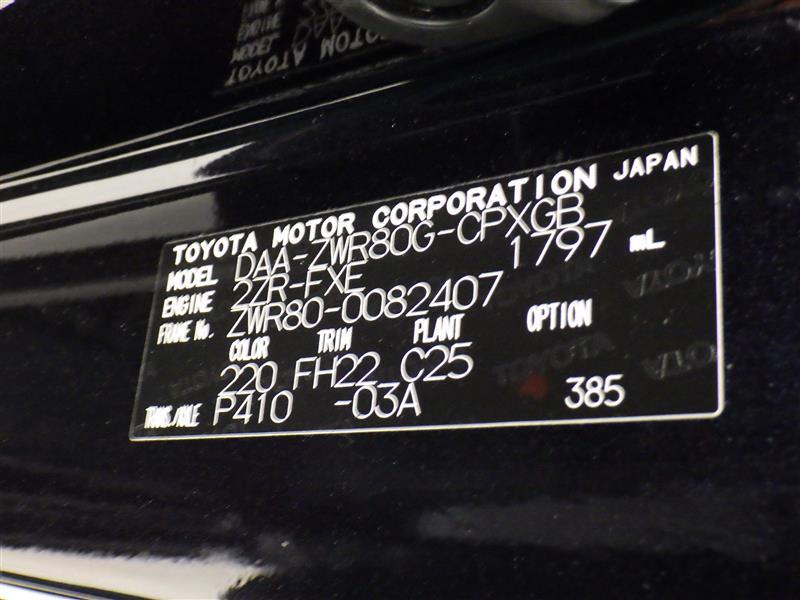 TOYOTA MOTOR CORPORATION JAPAN
MODEL DAA-ZWR80G-CPXGB
ENGINE 2ZR-FXE 1797 mL
FRAME No. ZWR80-0082407
COLOR TRIM PLANT OPTION
220 FH22 C25
TRANS./AXLE P410 -03A 385